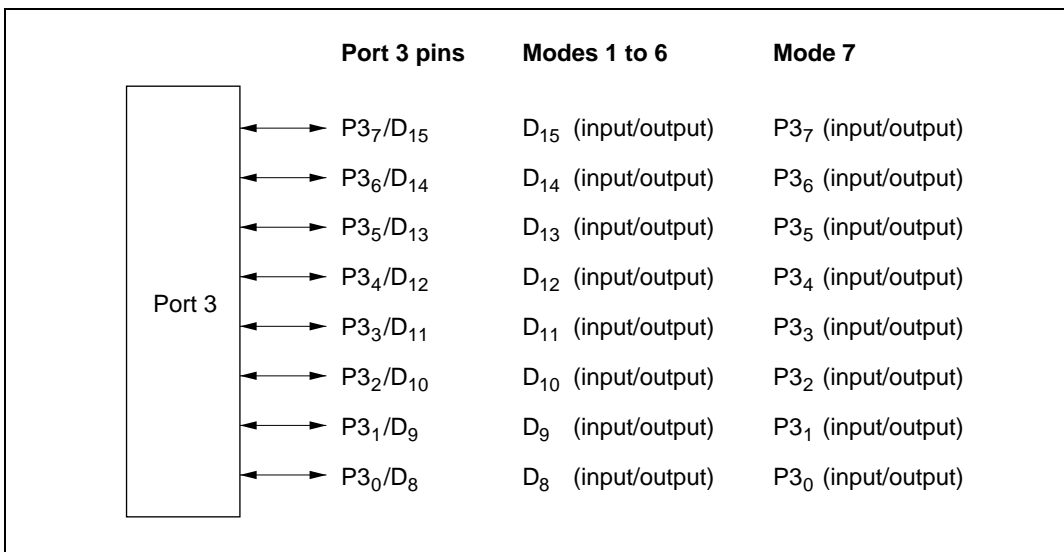 Port 3 pins Modes 1 to 6 Mode 7
P3₇/D₁₅ D₁₅ (input/output) P3₇ (input/output)
P3₆/D₁₄ D₁₄ (input/output) P3₆ (input/output)
P3₅/D₁₃ D₁₃ (input/output) P3₅ (input/output)
P3₄/D₁₂ D₁₂ (input/output) P3₄ (input/output)
Port 3
P3₃/D₁₁ D₁₁ (input/output) P3₃ (input/output)
P3₂/D₁₀ D₁₀ (input/output) P3₂ (input/output)
P3₁/D₉ D₉ (input/output) P3₁ (input/output)
P3₀/D₈ D₈ (input/output) P3₀ (input/output)